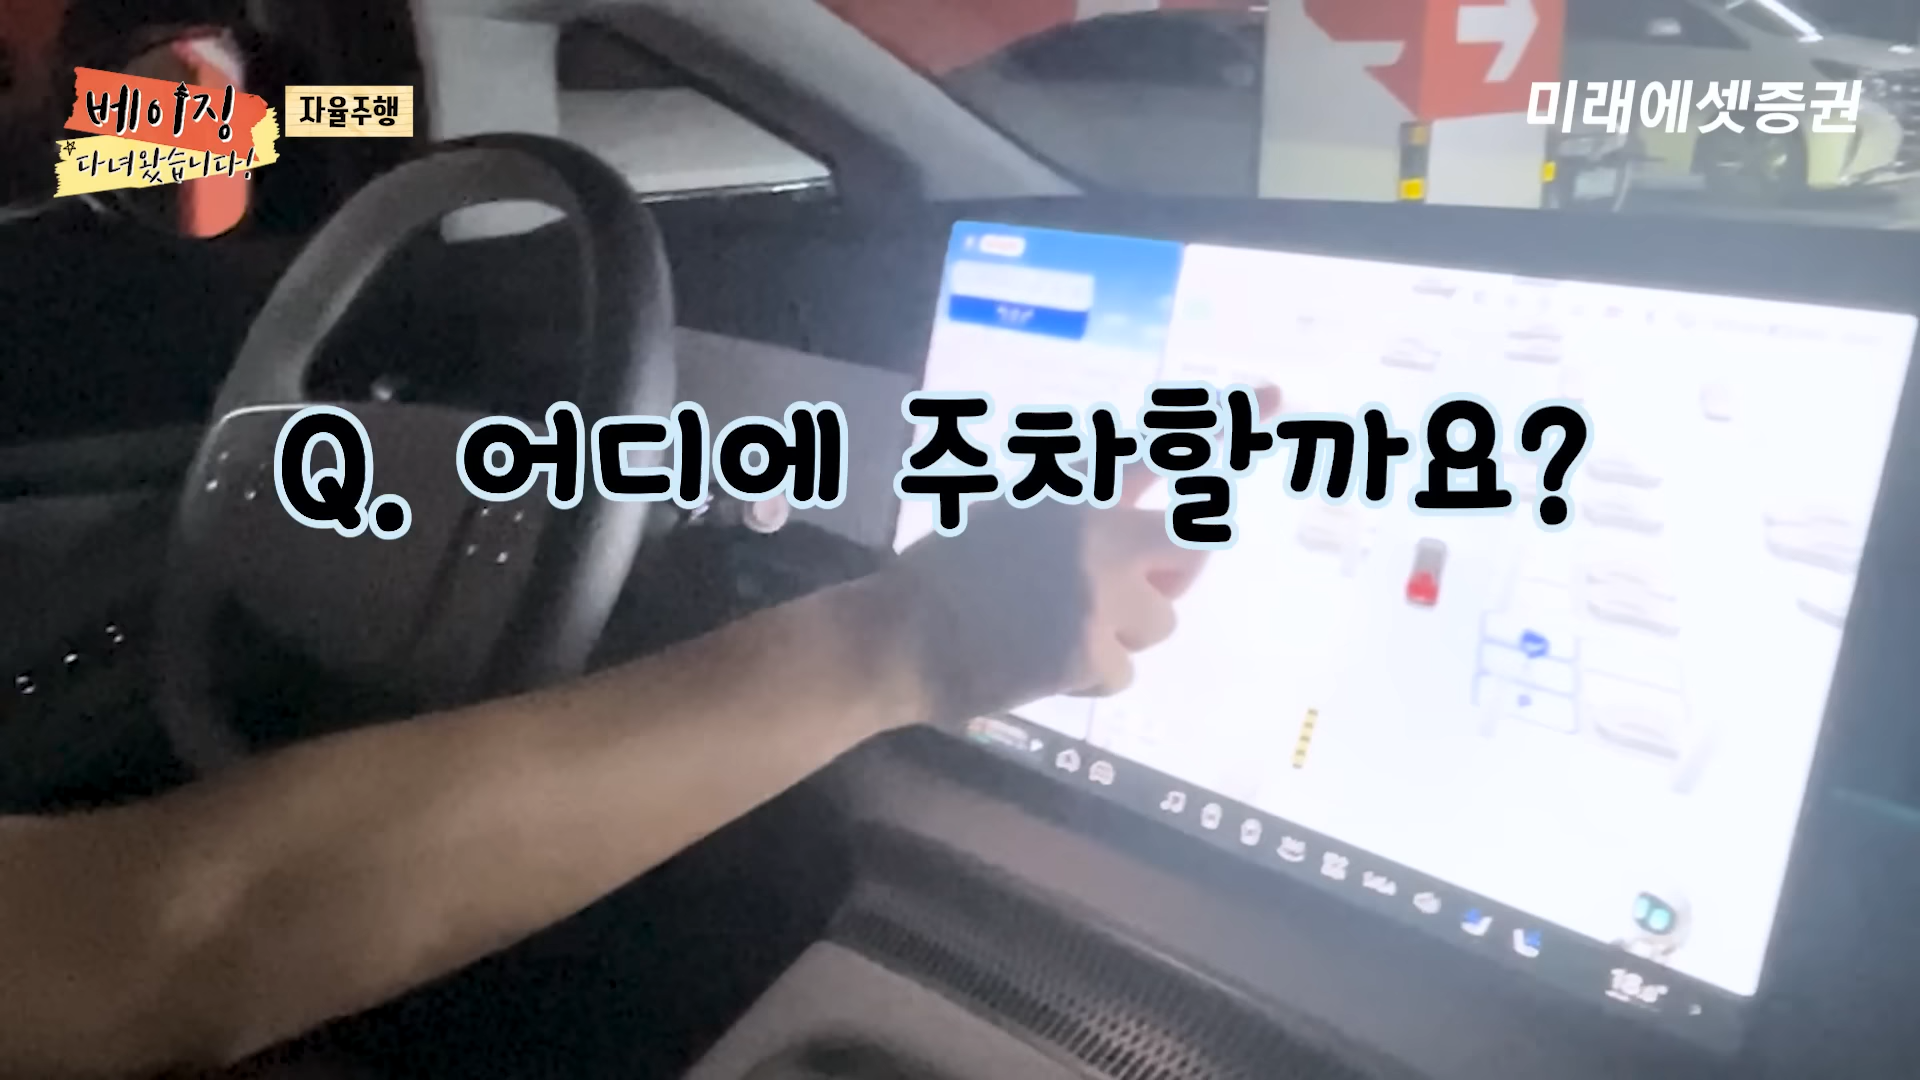 베이징
다녀왔습니다!
자율주행
미래에셋증권
Q. 어디에 주차할까요?